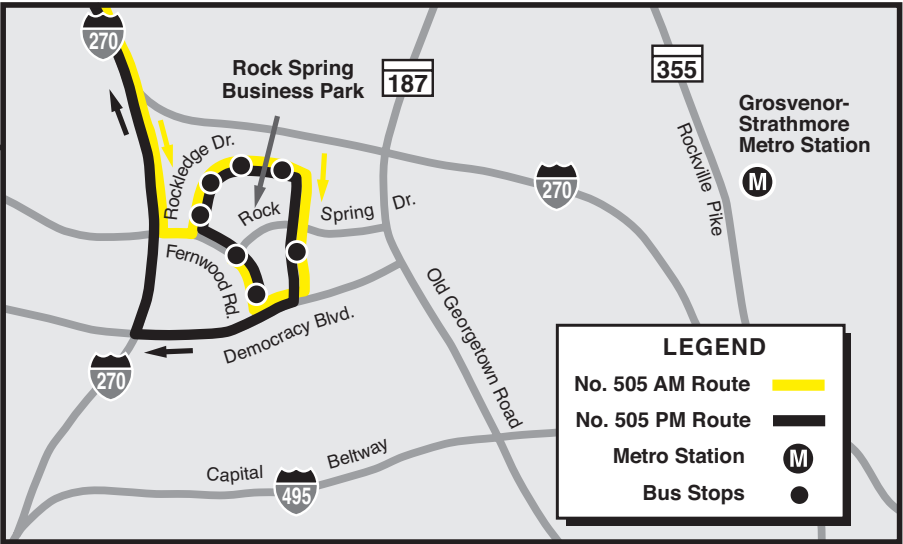 270
Rock Spring
Business Park
187
355
Grosvenor-
Strathmore
Metro Station
M
Rockledge Dr.
Rockville Pike
270
Rock Spring Dr.
Fernwood Rd.
Old Georgetown Road
Democracy Blvd.
270
LEGEND
No. 505 AM Route
No. 505 PM Route
Metro Station
M
Bus Stops
Capital Beltway
495